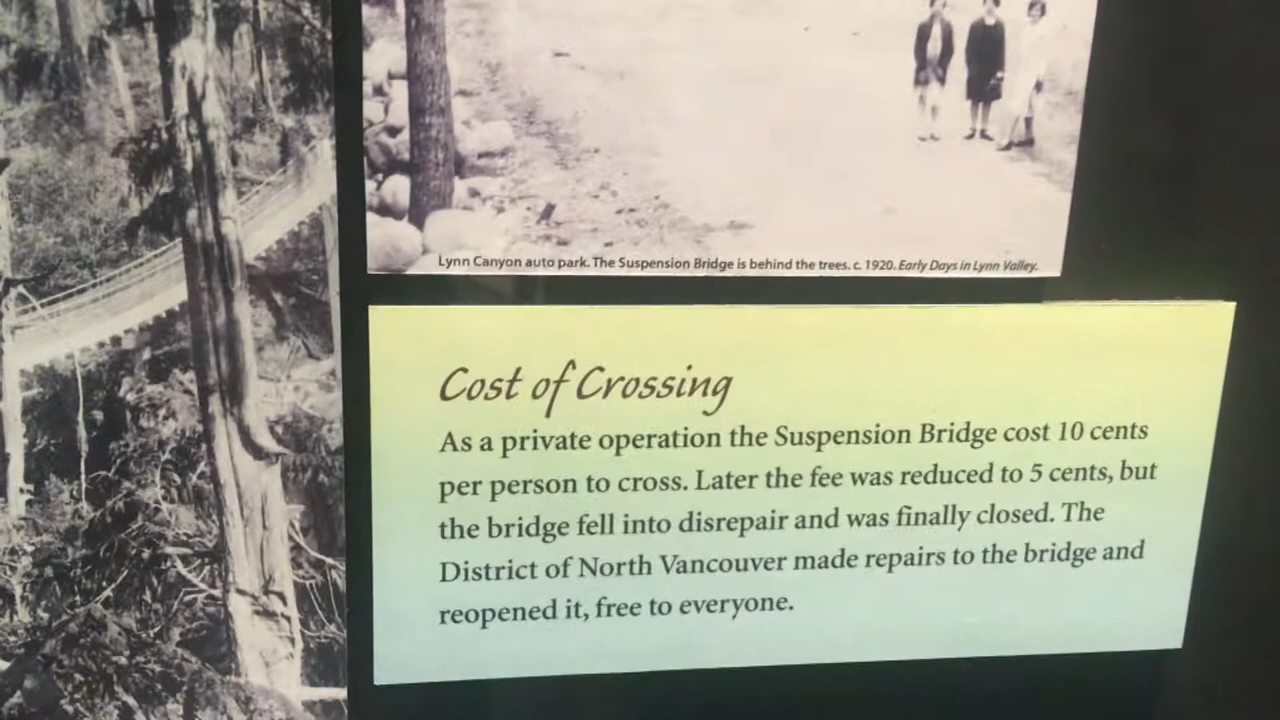 Lynn Canyon auto park. The Suspension Bridge is behind the trees. c. 1920. Early Days in Lynn Valley.
Cost of Crossing
As a private operation the Suspension Bridge cost 10 cents
per person to cross. Later the fee was reduced to 5 cents, but
the bridge fell into disrepair and was finally closed. The
District of North Vancouver made repairs to the bridge and
reopened it, free to everyone.